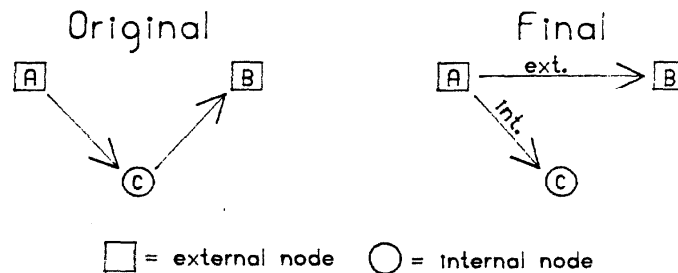 Original
Final
A
B
C
A
ext.
B
int.
C
= external node
= internal node